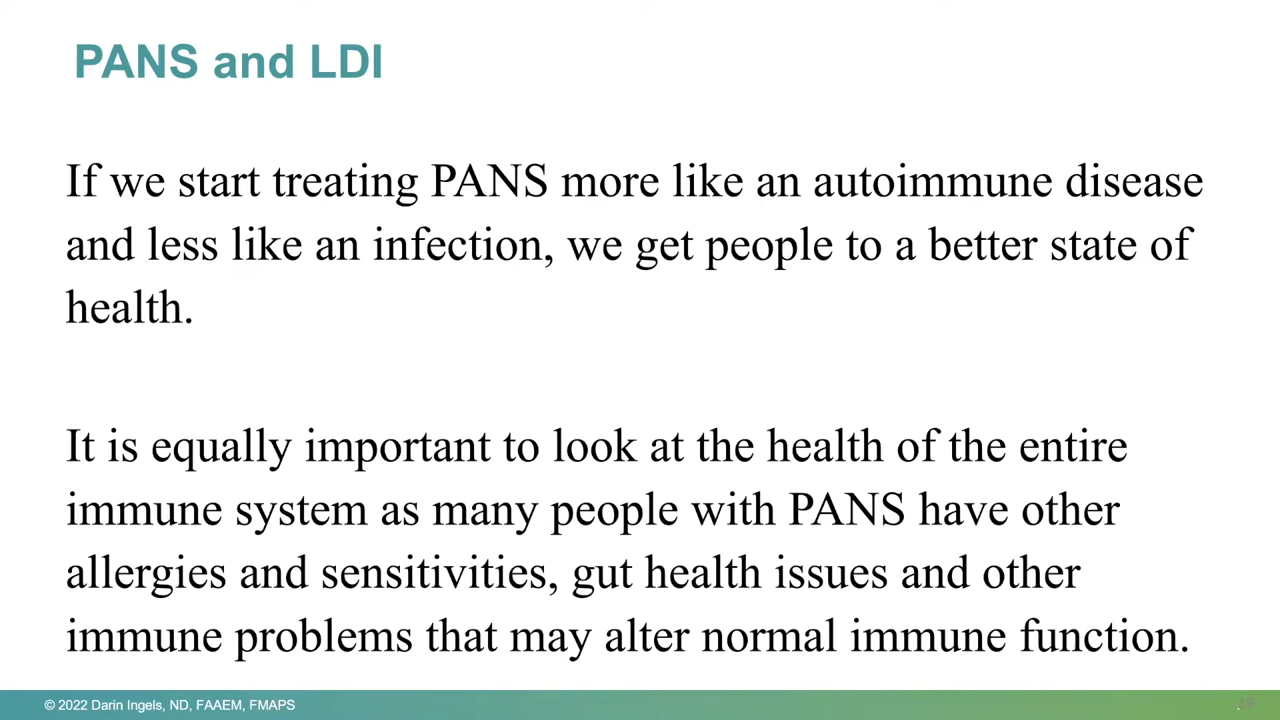 PANS and LDI
If we start treating PANS more like an autoimmune disease
and less like an infection, we get people to a better state of
health.
It is equally important to look at the health of the entire
immune system as many people with PANS have other
allergies and sensitivities, gut health issues and other
immune problems that may alter normal immune function.
© 2022 Darin Ingels, ND, FAAEM, FMAPS
19